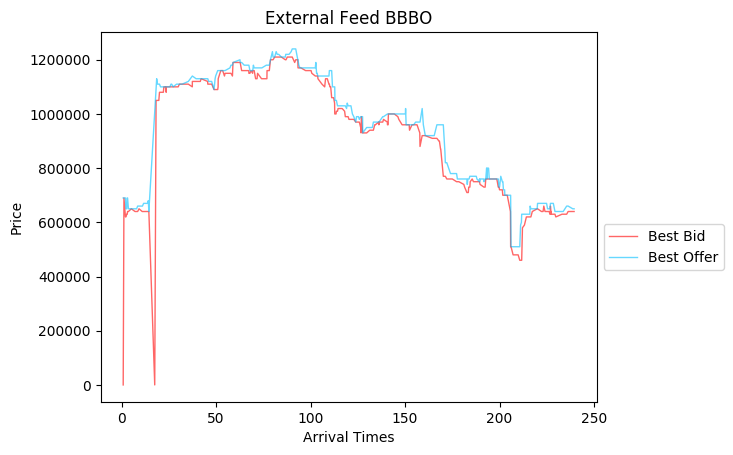 External Feed BBBO
Price
1200000
1000000
800000
600000
400000
200000
0
0
50
100
150
200
250
Arrival Times
Best Bid
Best Offer